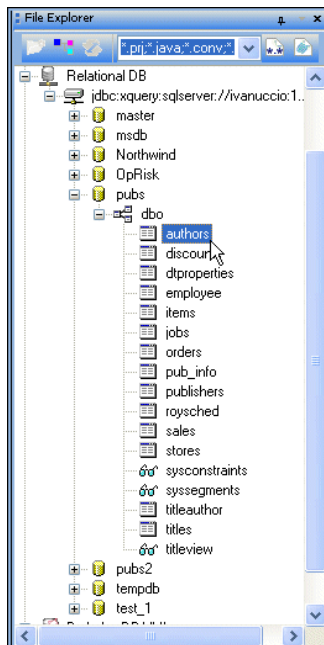 File Explorer
*.prj;*.java;*.conv;*.
Relational DB
jdbc:xquery:sqlserver://ivanuccio:1...
master
msdb
Northwind
OpRisk
pubs
dbo
authors
discoun
dtproperties
employee
items
jobs
orders
pub_info
publishers
roysched
sales
stores
sysconstraints
syssegments
titleauthor
titles
titleview
pubs2
tempdb
test_1